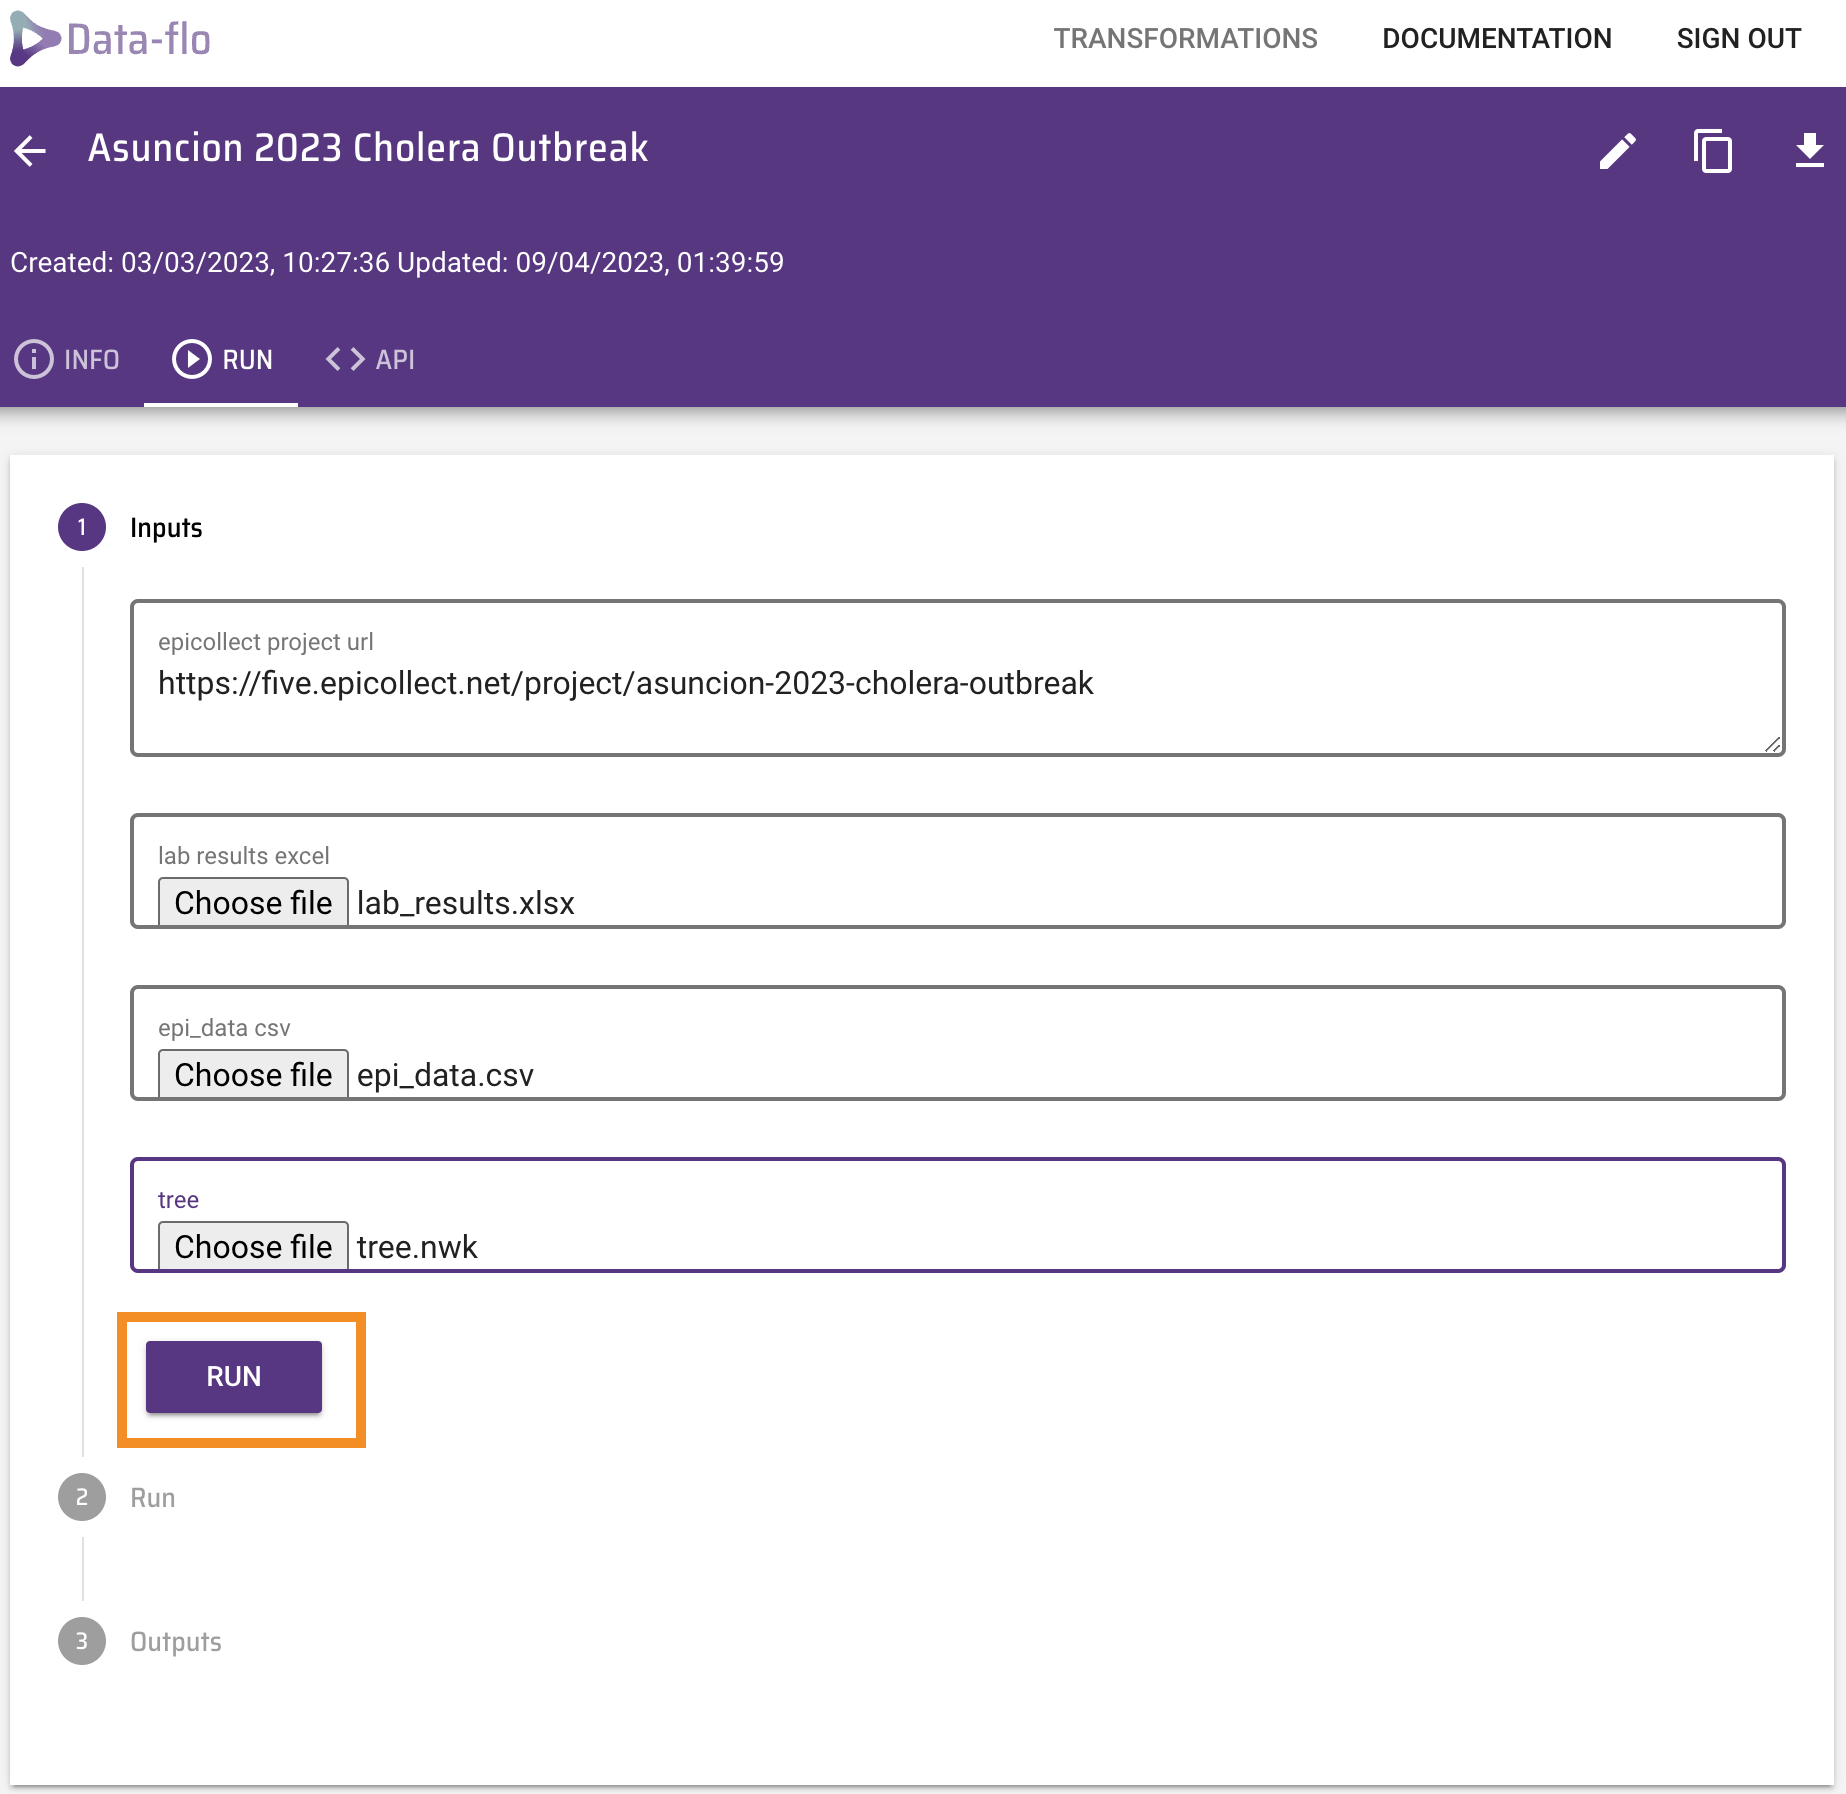 Data-flo
TRANSFORMATIONS DOCUMENTATION SIGN OUT
Asuncion 2023 Cholera Outbreak
Created: 03/03/2023, 10:27:36 Updated: 09/04/2023, 01:39:59
INFO RUN API
1 Inputs
epicollect project url
https://five.epicollect.net/project/asuncion-2023-cholera-outbreak
lab results excel
Choose file lab_results.xlsx
epi_data csv
Choose file epi_data.csv
tree
Choose file tree.nwk
RUN
2 Run
3 Outputs